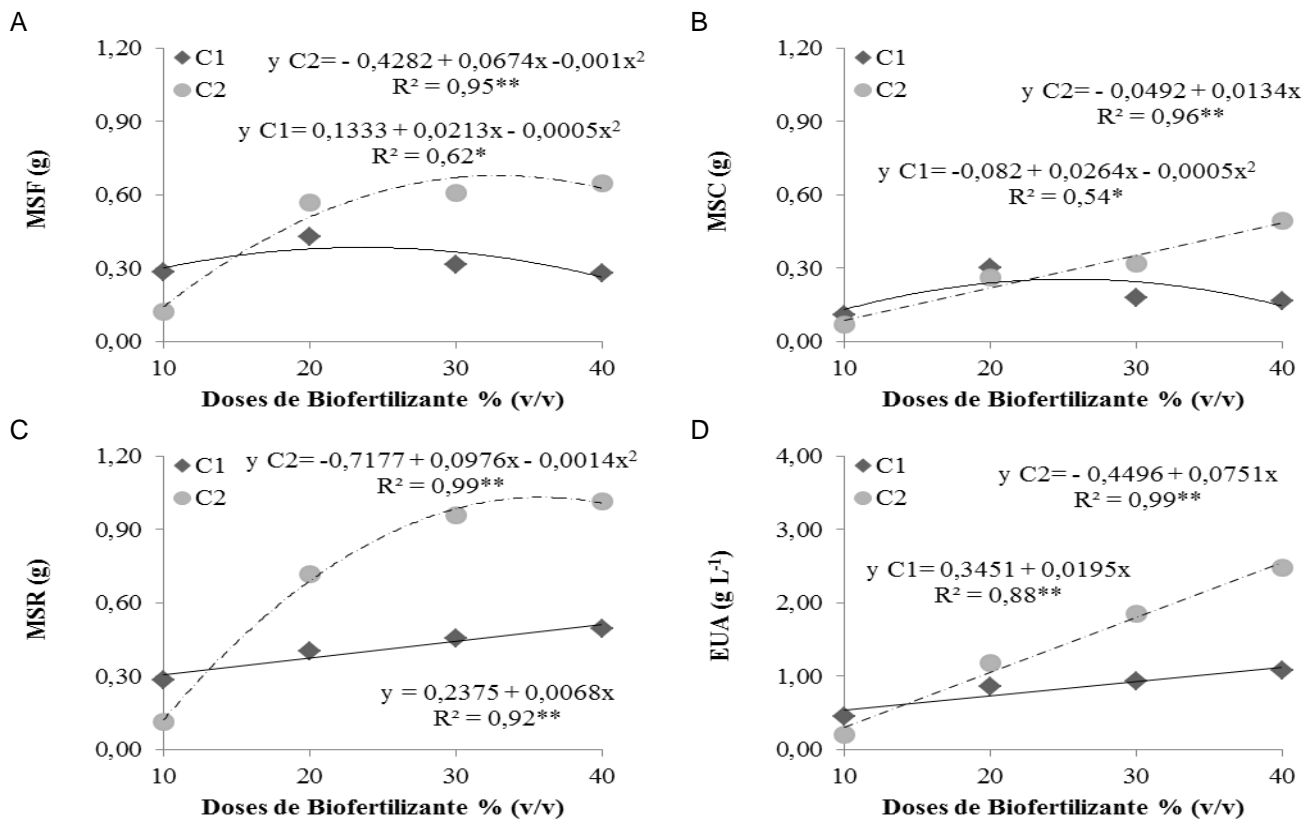 A
1,20
0,90
0,60
0,30
0,00
MSF (g)
C1
C2
y C2= - 0,4282 + 0,0674x -0,001x²
R² = 0,95**
y C1= 0,1333 + 0,0213x - 0,0005x²
R² = 0,62*
10 20 30 40
Doses de Biofertilizante % (v/v)
B
1,20
0,90
0,60
0,30
0,00
MSC (g)
C1
C2
y C2= - 0,0492 + 0,0134x
R² = 0,96**
y C1= -0,082 + 0,0264x - 0,0005x²
R² = 0,54*
10 20 30 40
Doses de Biofertilizante % (v/v)
C
1,20
0,90
0,60
0,30
0,00
MSR (g)
C1
C2
y C2= -0,7177 + 0,0976x - 0,0014x²
R² = 0,99**
y = 0,2375 + 0,0068x
R² = 0,92**
10 20 30 40
Doses de Biofertilizante % (v/v)
D
4,00
3,00
2,00
1,00
0,00
EUA (g L⁻¹)
C1
C2
y C2= - 0,4496 + 0,0751x
R² = 0,99**
y C1= 0,3451 + 0,0195x
R² = 0,88**
10 20 30 40
Doses de Biofertilizante % (v/v)